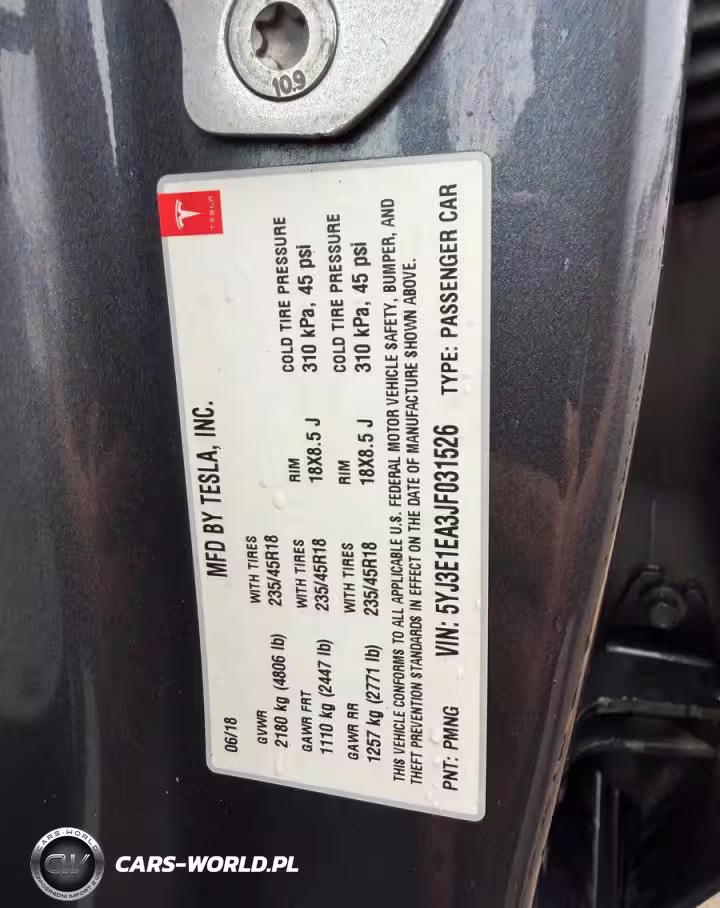 10.9
TESLA
MFD BY TESLA, INC.
06/18
GVWR WITH TIRES RIM COLD TIRE PRESSURE
2180 kg (4806 lb) 235/45R18 18X8.5 J 310 kPa, 45 psi
GAWR FRT WITH TIRES RIM COLD TIRE PRESSURE
1110 kg (2447 lb) 235/45R18 18X8.5 J 310 kPa, 45 psi
GAWR RR WITH TIRES
1257 kg (2771 lb) 235/45R18
THIS VEHICLE CONFORMS TO ALL APPLICABLE U.S. FEDERAL MOTOR VEHICLE SAFETY, BUMPER, AND
THEFT PREVENTION STANDARDS IN EFFECT ON THE DATE OF MANUFACTURE SHOWN ABOVE.
PNT: PMNG VIN: 5YJ3E1EA3JF031526 TYPE: PASSENGER CAR
CARS-WORLD
CW
CARS-WORLD.PL